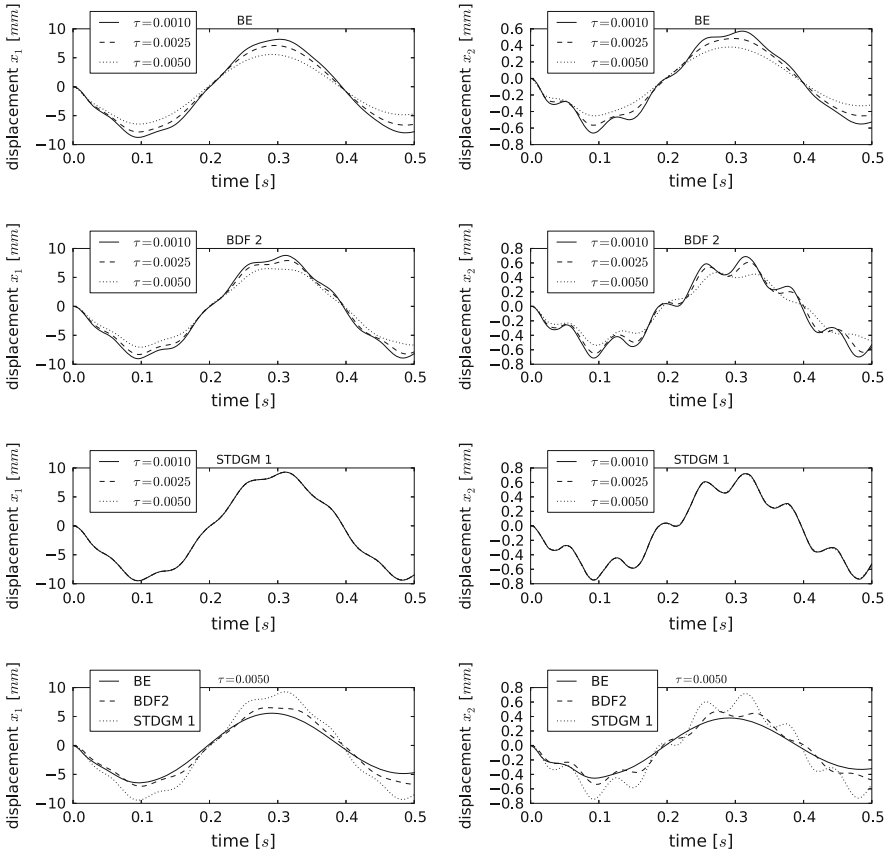 BE
τ=0.0010
τ=0.0025
τ=0.0050
displacement x₁ [mm]
10
5
0
−5
−10
0.0 0.1 0.2 0.3 0.4 0.5
time [s]
BE
τ=0.0010
τ=0.0025
τ=0.0050
displacement x₂ [mm]
0.6
0.4
0.2
0.0
−0.2
−0.4
−0.6
−0.8
0.0 0.1 0.2 0.3 0.4 0.5
time [s]
BDF 2
τ=0.0010
τ=0.0025
τ=0.0050
displacement x₁ [mm]
10
5
0
−5
−10
0.0 0.1 0.2 0.3 0.4 0.5
time [s]
BDF 2
τ=0.0010
τ=0.0025
τ=0.0050
displacement x₂ [mm]
0.8
0.6
0.4
0.2
0.0
−0.2
−0.4
−0.6
−0.8
0.0 0.1 0.2 0.3 0.4 0.5
time [s]
STDGM 1
τ=0.0010
τ=0.0025
τ=0.0050
displacement x₁ [mm]
10
5
0
−5
−10
0.0 0.1 0.2 0.3 0.4 0.5
time [s]
STDGM 1
τ=0.0010
τ=0.0025
τ=0.0050
displacement x₂ [mm]
0.8
0.6
0.4
0.2
0.0
−0.2
−0.4
−0.6
−0.8
0.0 0.1 0.2 0.3 0.4 0.5
time [s]
τ=0.0050
BE
BDF2
STDGM 1
displacement x₁ [mm]
10
5
0
−5
−10
0.0 0.1 0.2 0.3 0.4 0.5
time [s]
τ=0.0050
BE
BDF2
STDGM 1
displacement x₂ [mm]
0.8
0.6
0.4
0.2
0.0
−0.2
−0.4
−0.6
−0.8
0.0 0.1 0.2 0.3 0.4 0.5
time [s]